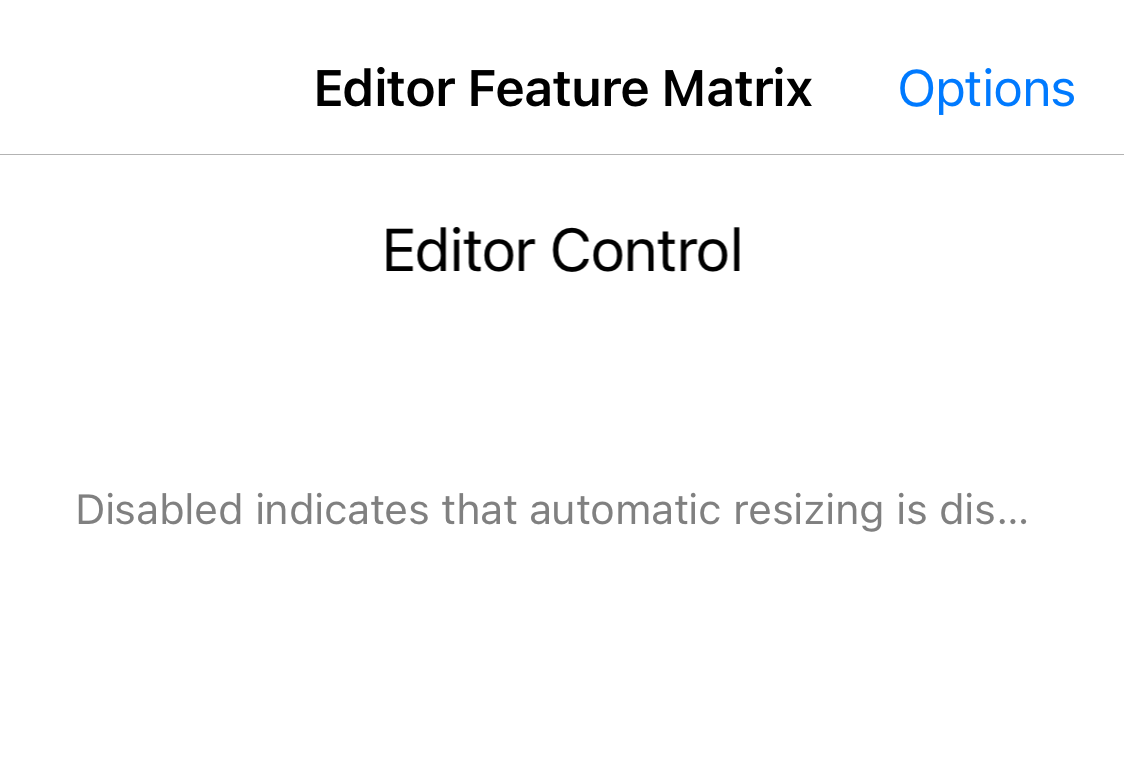 Editor Feature Matrix Options
Editor Control
Disabled indicates that automatic resizing is dis...